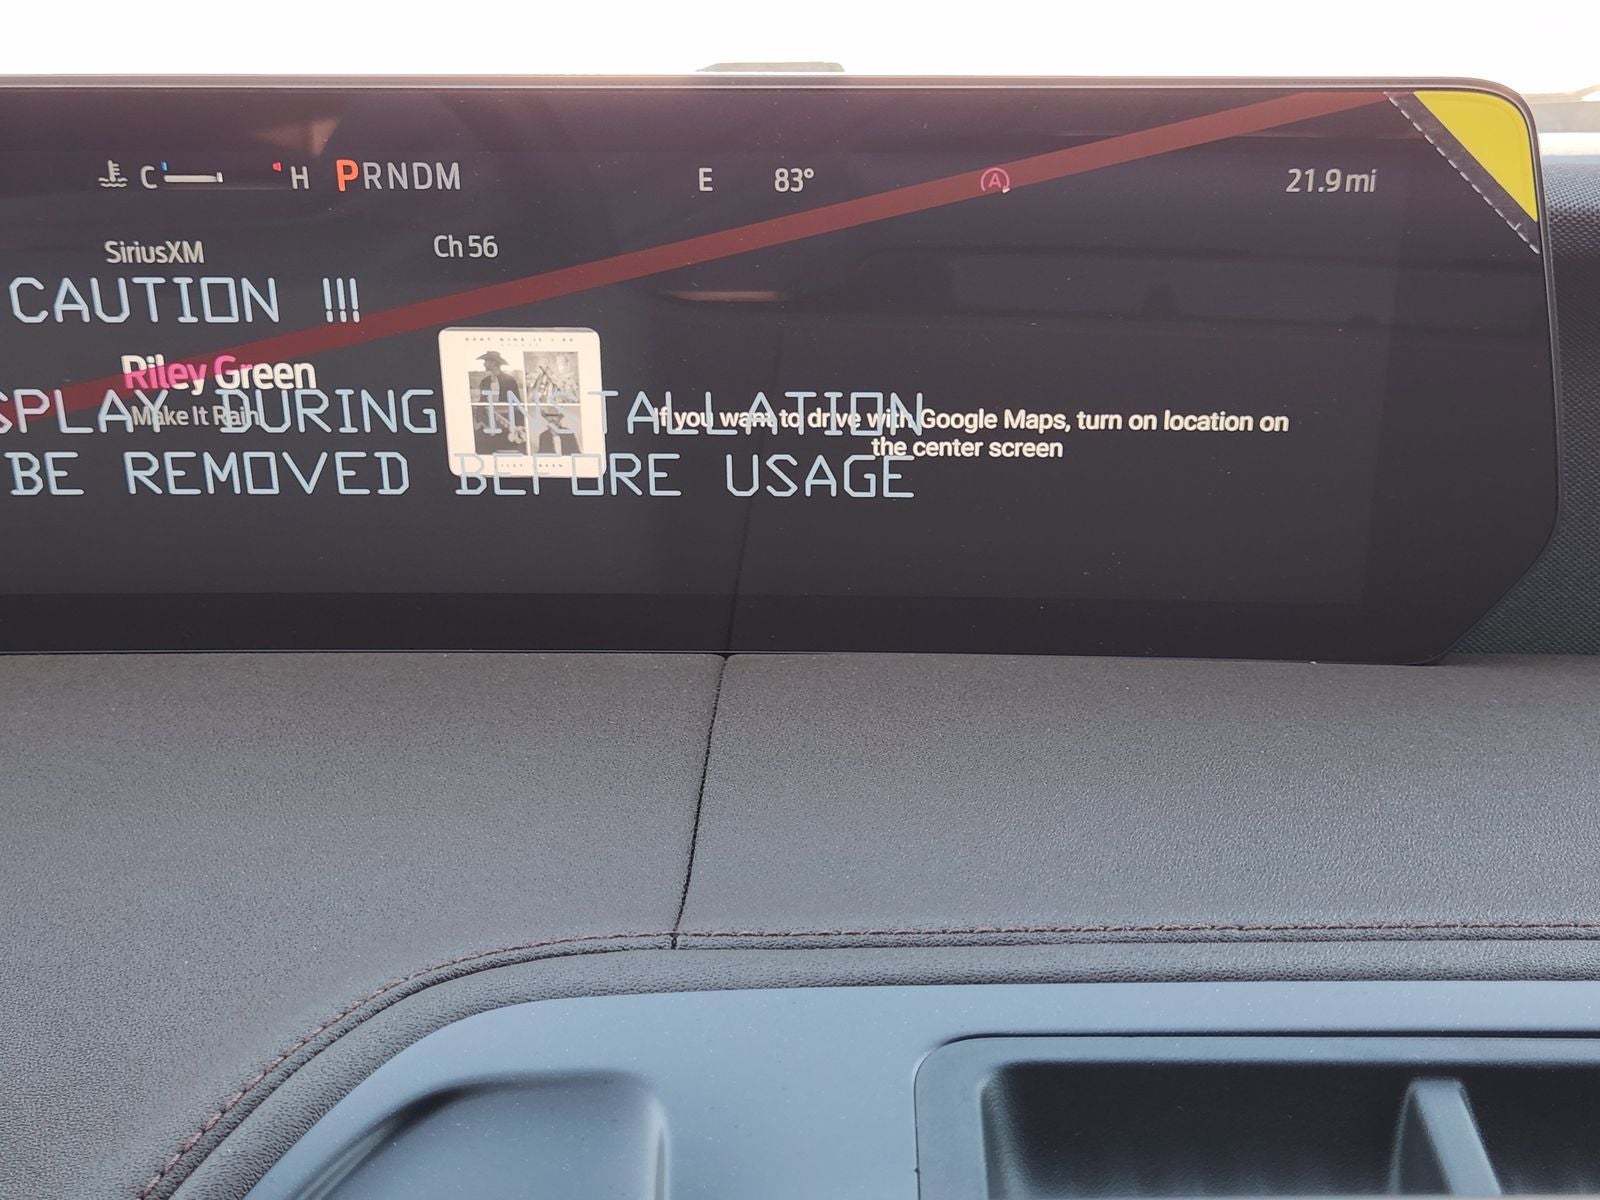 C H PRNDM E 83° A 21.9 mi
SiriusXM Ch 56
CAUTION !!!
Riley Green
SPLAY DURING INSTALLATION
Make It Rain
If you want to drive with Google Maps, turn on location on
the center screen
BE REMOVED BEFORE USAGE